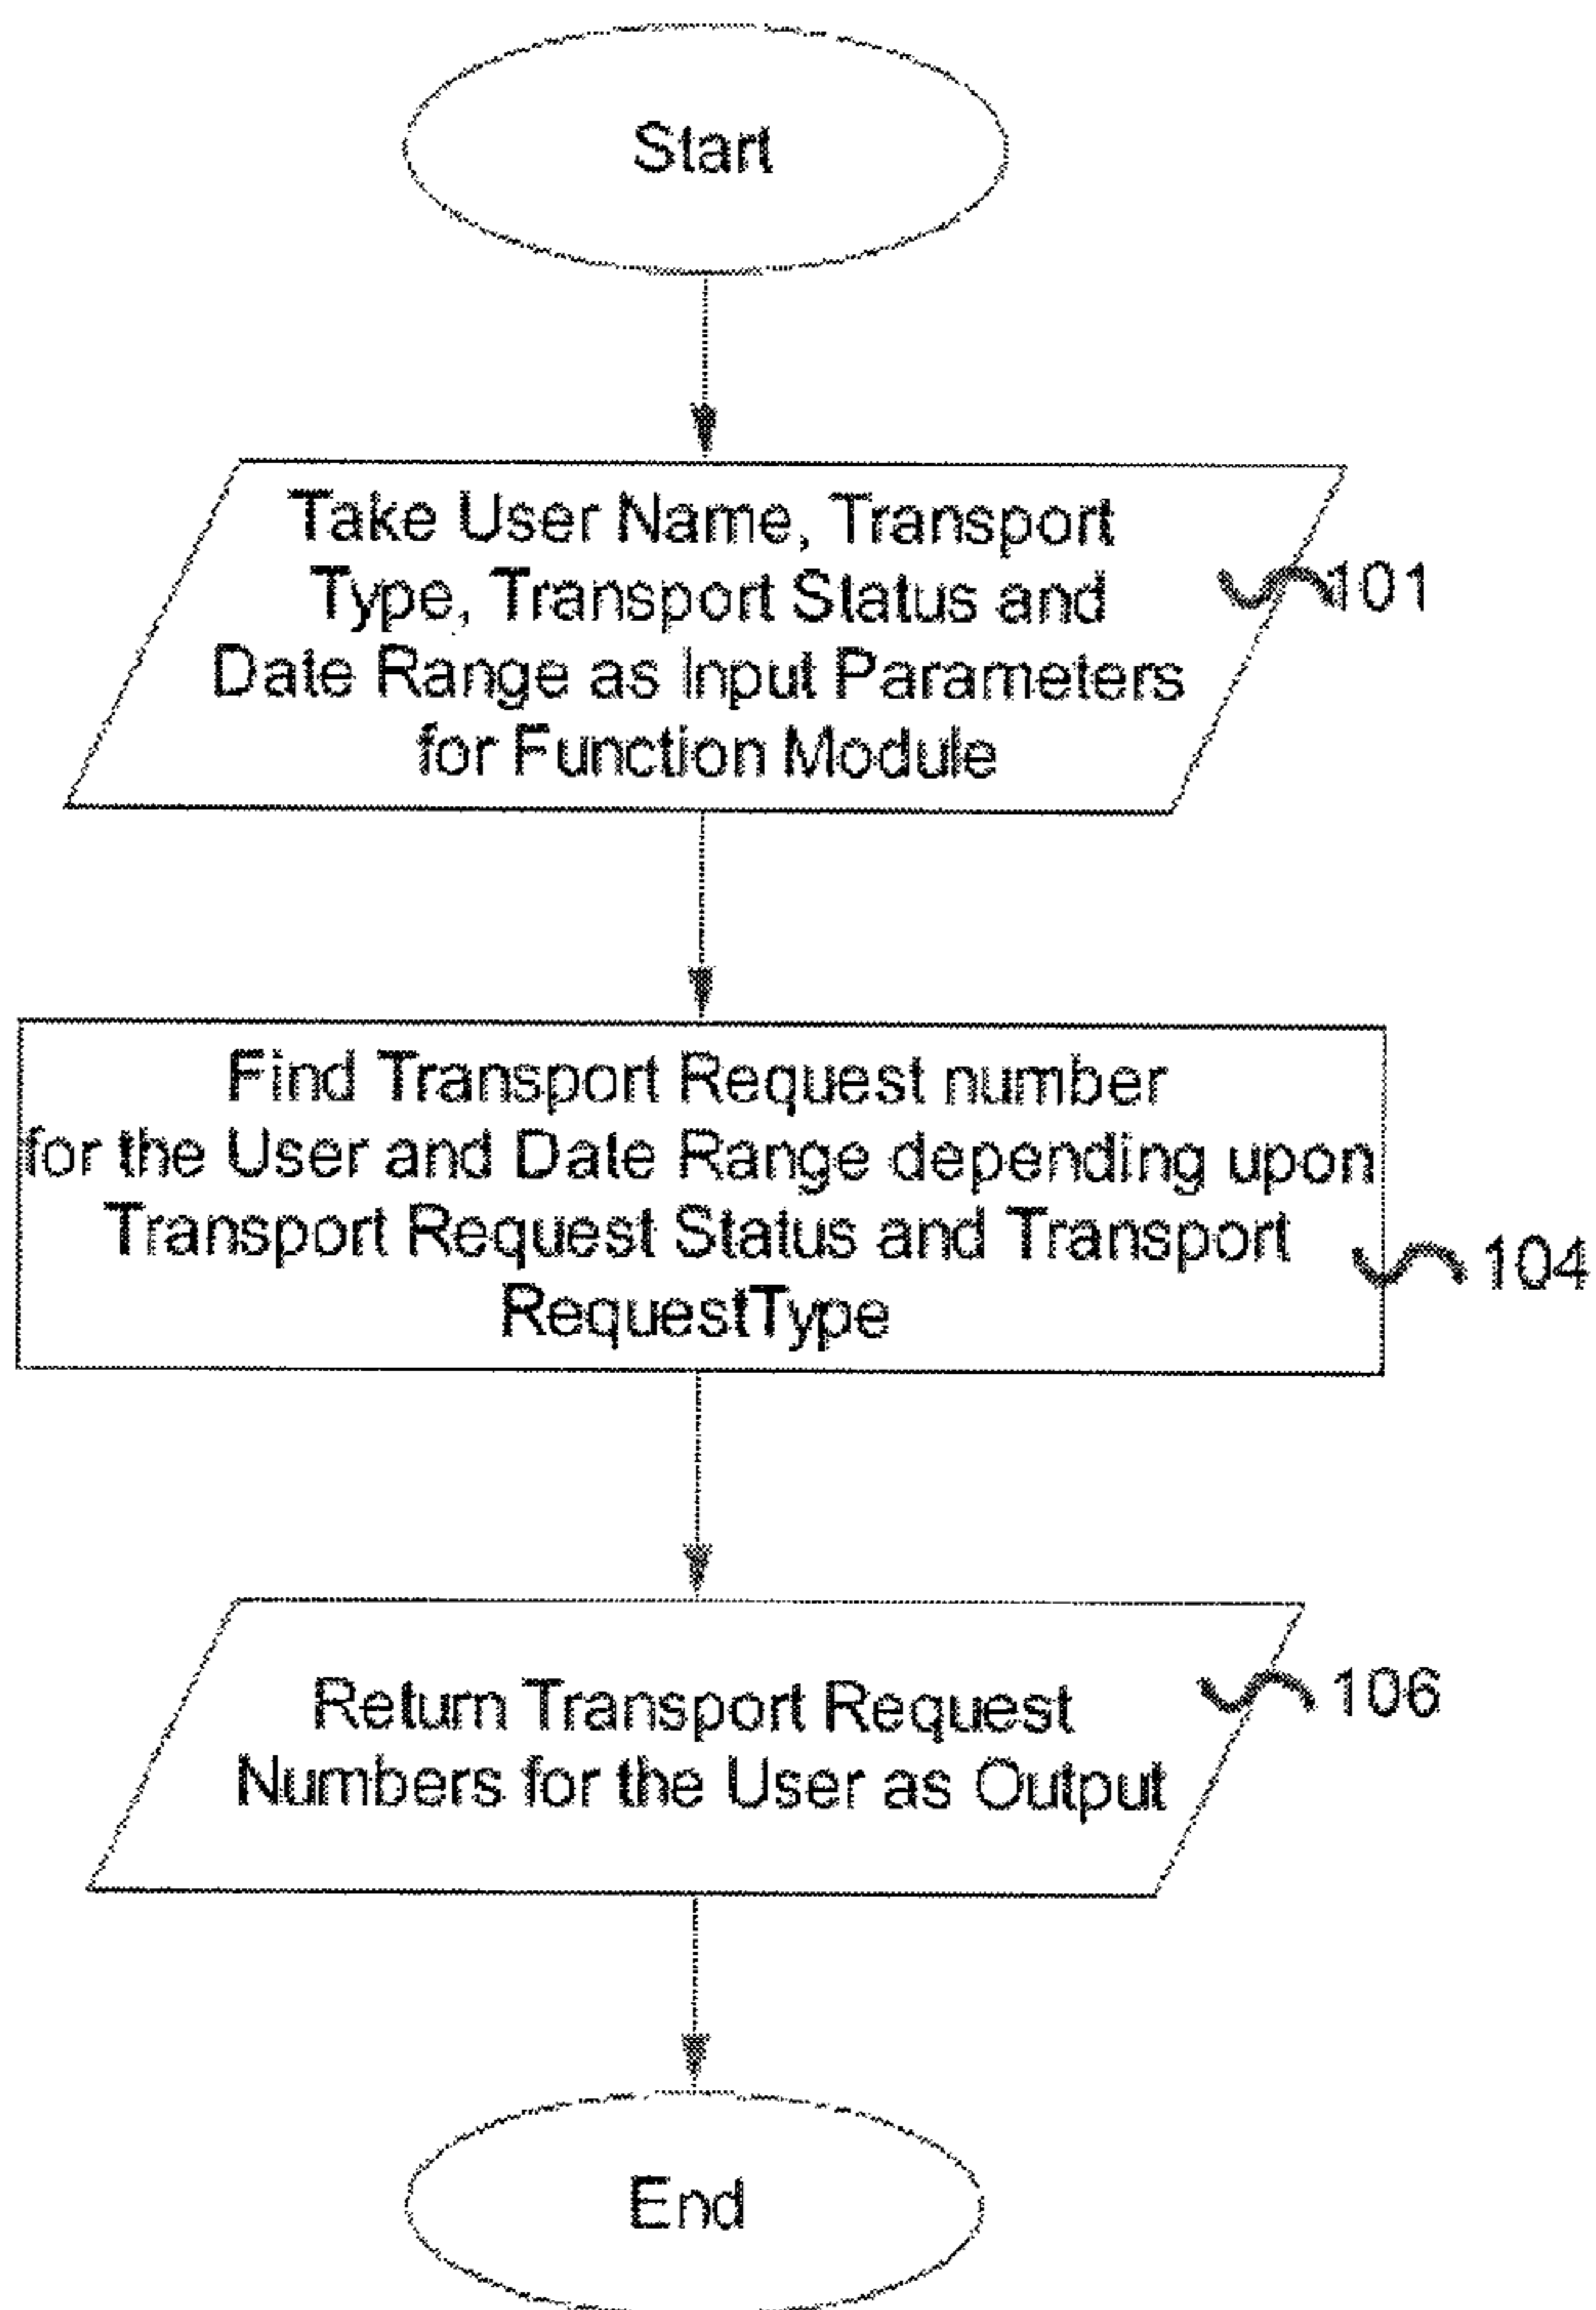 Start
Take User Name, Transport
Type, Transport Status and
Date Range as Input Parameters
for Function Module
101
Find Transport Request number
for the User and Date Range depending upon
Transport Request Status and Transport
RequestType
104
Return Transport Request
Numbers for the User as Output
106
End